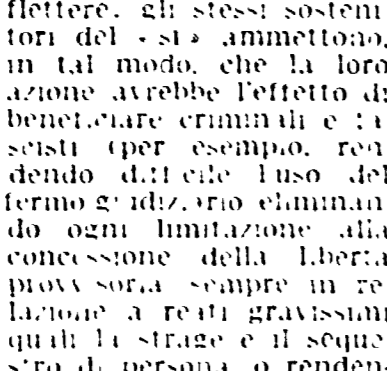 flettere, gli stessi sosteni-
tori del «sì» ammettono,
in tal modo, che la loro
azione avrebbe l'effetto di
beneficiare criminali e fa-
scisti (per esempio, ren-
dendo difficile l'uso del
fermo giudiziario eliminan-
do ogni limitazione alla
concessione della libertà
provvisoria sempre in re-
lazione a reati gravissimi
quali la strage e il seque-
stro di persona, o renden-